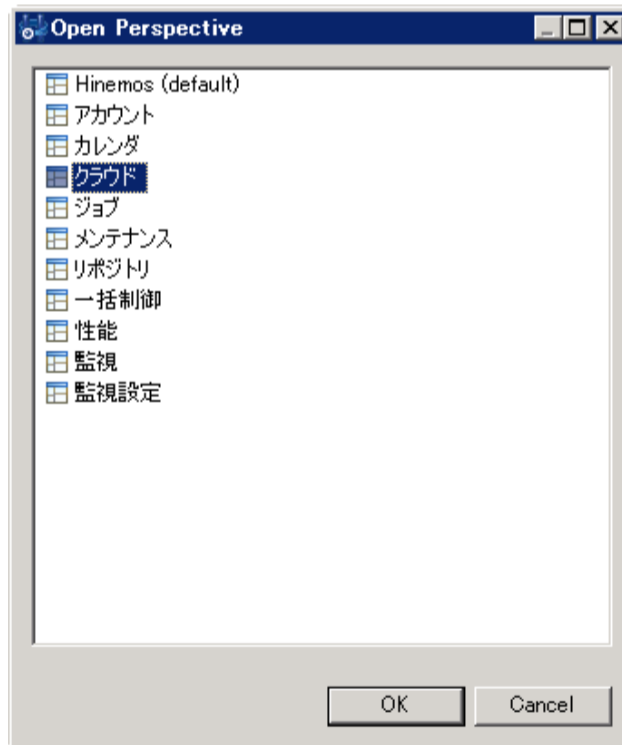 Open Perspective
Hinemos (default)
アカウント
カレンダ
クラウド
ジョブ
メンテナンス
リポジトリ
一括制御
性能
監視
監視設定
OK
Cancel